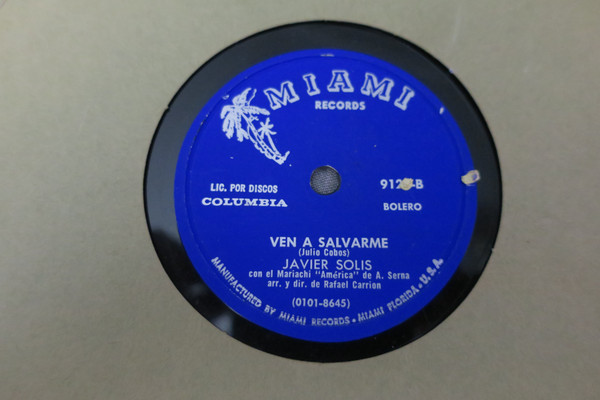 MIAMI
RECORDS
LIC. POR DISCOS
COLUMBIA
BOLERO
VEN A SALVARME
(Julio Cobos)
JAVIER SOLIS
con el Mariachi "América" de A. Serna
arr. y dir. de Rafael Carrion
(0101-8645)
MANUFACTURED BY MIAMI RECORDS • MIAMI FLORIDA • U.S.A.